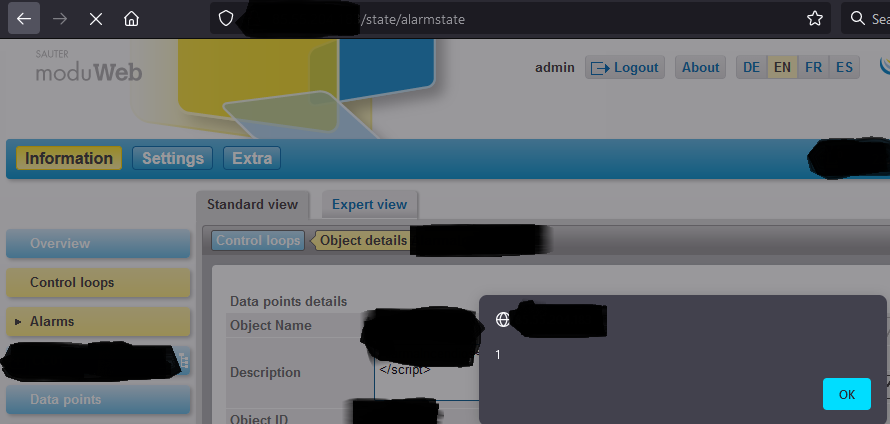 /state/alarmstate
Sea
SAUTER
moduWeb
admin
Logout
About
DE
EN
FR
ES
Information
Settings
Extra
Standard view
Expert view
Overview
Control loops
Object details
Control loops
Alarms
Data points details
Object Name
1
Description
</script>
OK
Data points
Object ID